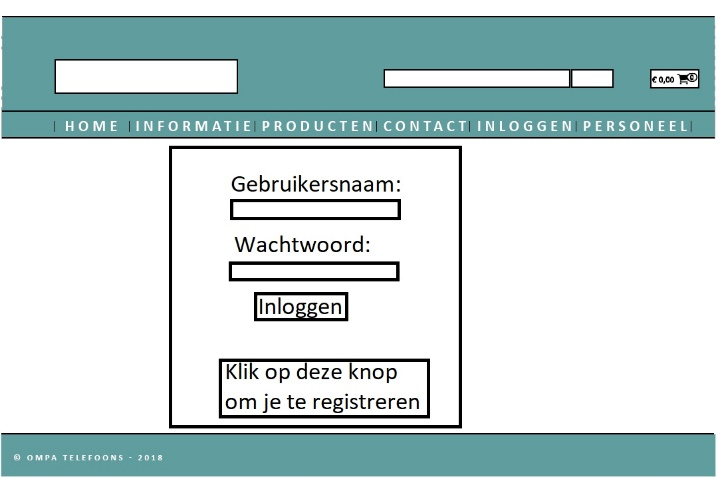 € 0,00 0
HOME | INFORMATIE | PRODUCTEN | CONTACT | INLOGGEN | PERSONEEL
Gebruikersnaam:
Wachtwoord:
Inloggen
Klik op deze knop
om je te registreren
© OMPA TELEFOONS - 2018